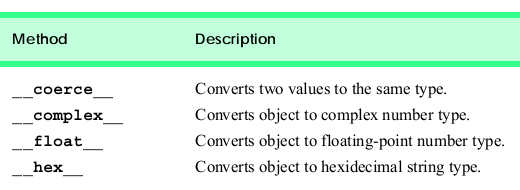 Method Description
__coerce__ Converts two values to the same type.
__complex__ Converts object to complex number type.
__float__ Converts object to floating-point number type.
__hex__ Converts object to hexidecimal string type.